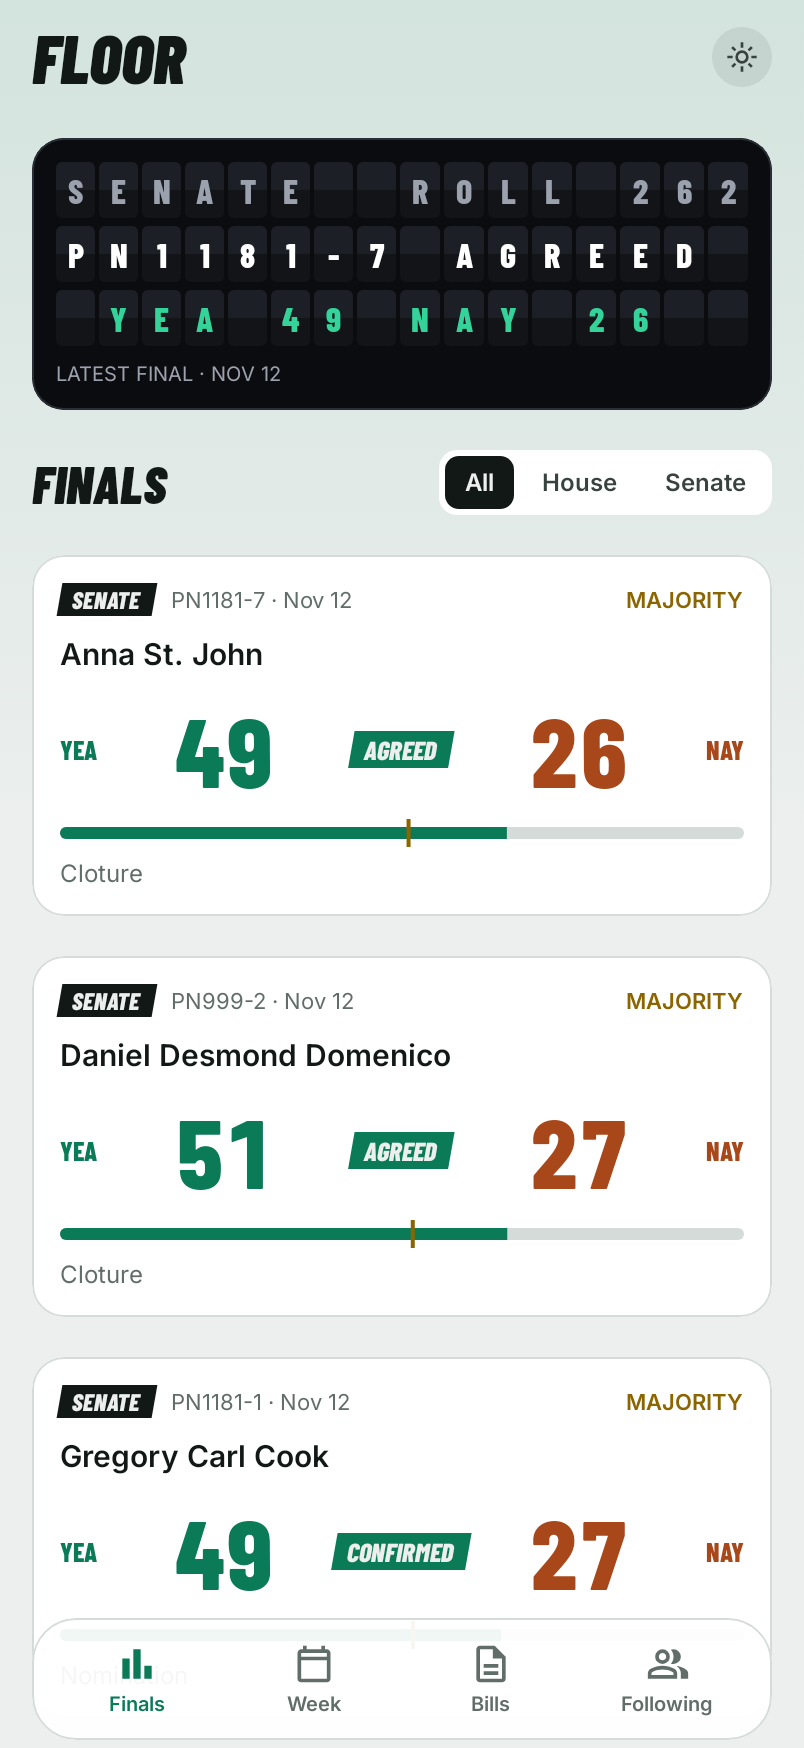 FLOOR
SENATE ROLL 262
PN1181-7 AGREED
YEA 49 NAY 26
LATEST FINAL · NOV 12
FINALS
All House Senate
SENATE PN1181-7 · Nov 12 MAJORITY
Anna St. John
YEA 49 AGREED 26 NAY
Cloture
SENATE PN999-2 · Nov 12 MAJORITY
Daniel Desmond Domenico
YEA 51 AGREED 27 NAY
Cloture
SENATE PN1181-1 · Nov 12 MAJORITY
Gregory Carl Cook
YEA 49 CONFIRMED 27 NAY
Nomination
Finals Week Bills Following